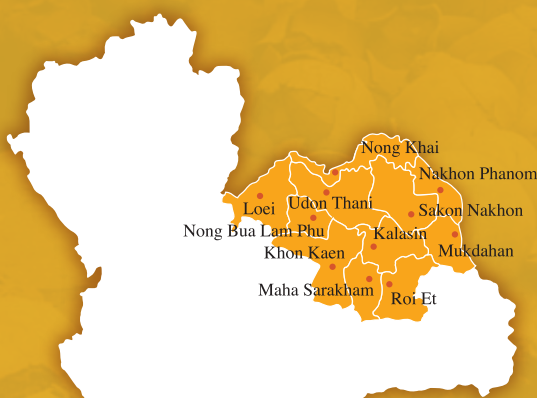 Nong Khai
Nakhon Phanom
Udon Thani
Loei
Sakon Nakhon
Nong Bua Lam Phu
Kalasin
Khon Kaen
Mukdahan
Maha Sarakham
Roi Et